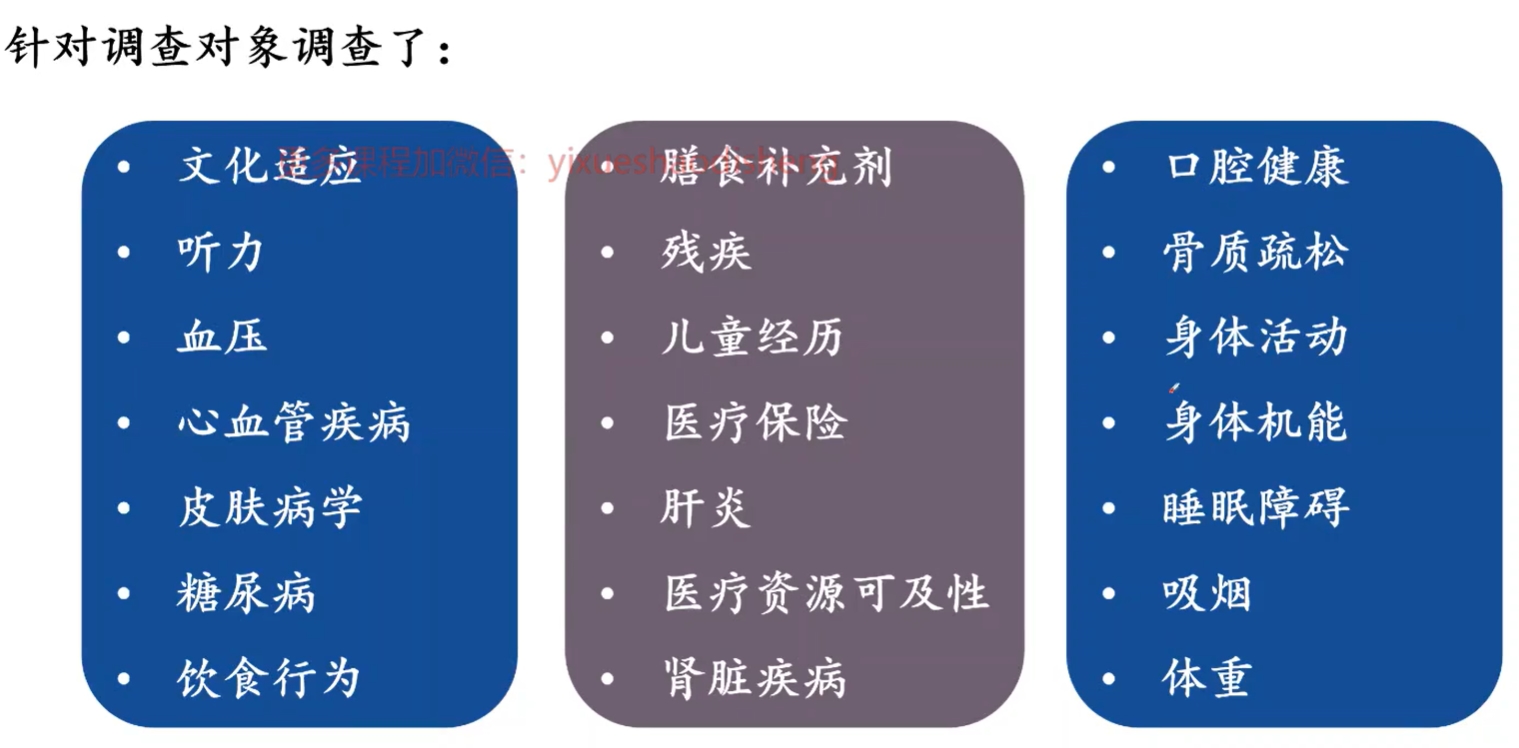 针对调查对象调查了：
• 文化适应
• 听力
• 血压
• 心血管疾病
• 皮肤病学
• 糖尿病
• 饮食行为
• 膳食补充剂
• 残疾
• 儿童经历
• 医疗保险
• 肝炎
• 医疗资源可及性
• 肾脏疾病
• 口腔健康
• 骨质疏松
• 身体活动
• 身体机能
• 睡眠障碍
• 吸烟
• 体重
更多课程加微信：